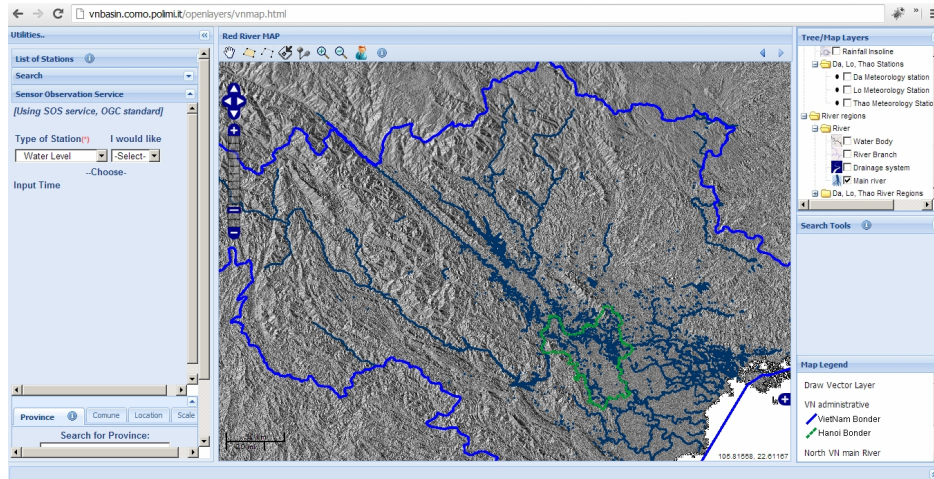 vnbasin.como.polimi.it/openlayers/vnmap.html
Utilities..
List of Stations
Search
Sensor Observation Service
[Using SOS service, OGC standard]
Type of Station(*) I would like
Water Level -Select-
--Choose-
Input Time
Province Comune Location Scale
Search for Province:
Red River MAP
105.81558, 22.61167
Tree/Map Layers
Rainfall Insoline
Da, Lo, Thao Stations
Da Meteorology station
Lo Meteorology Station
Thao Meteorology Statio
River regions
River
Water Body
River Branch
Drainage system
Main river
Da, Lo, Thao River Regions
Search Tools
Map Legend
Draw Vector Layer
VN administrative
VietNam Bonder
Hanoi Bonder
North VN main River